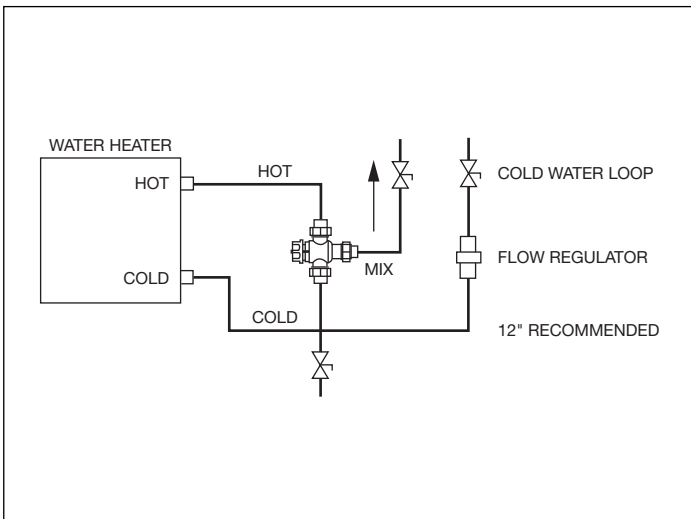 WATER HEATER
HOT
HOT
COLD WATER LOOP
FLOW REGULATOR
MIX
COLD
COLD
12" RECOMMENDED